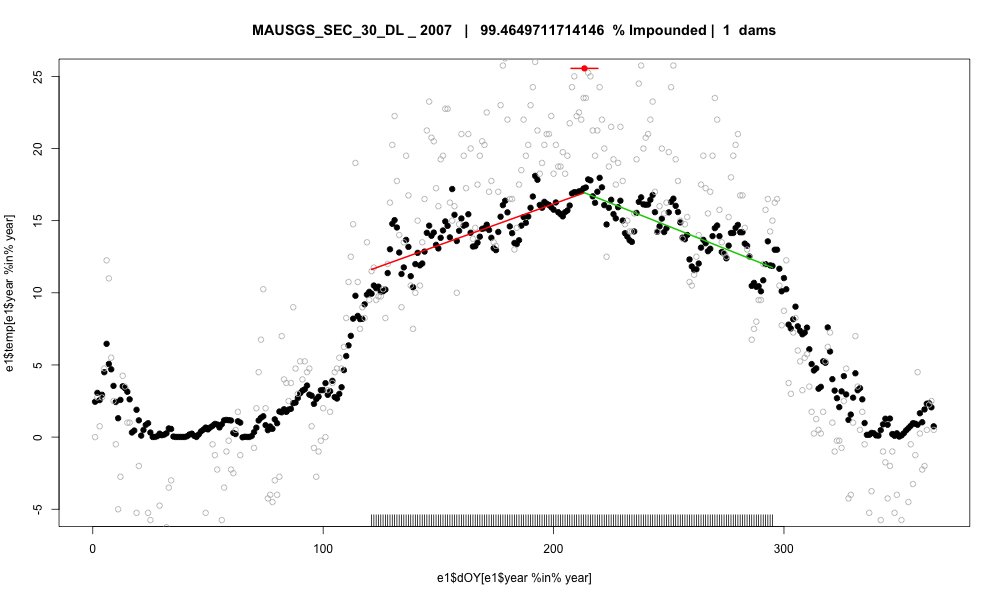 MAUSGS_SEC_30_DL _ 2007 | 99.4649711714146 % Impounded | 1 dams
e1$temp[e1$year %in% year]
25
20
15
10
5
0
-5
0 100 200 300
e1$dOY[e1$year %in% year]